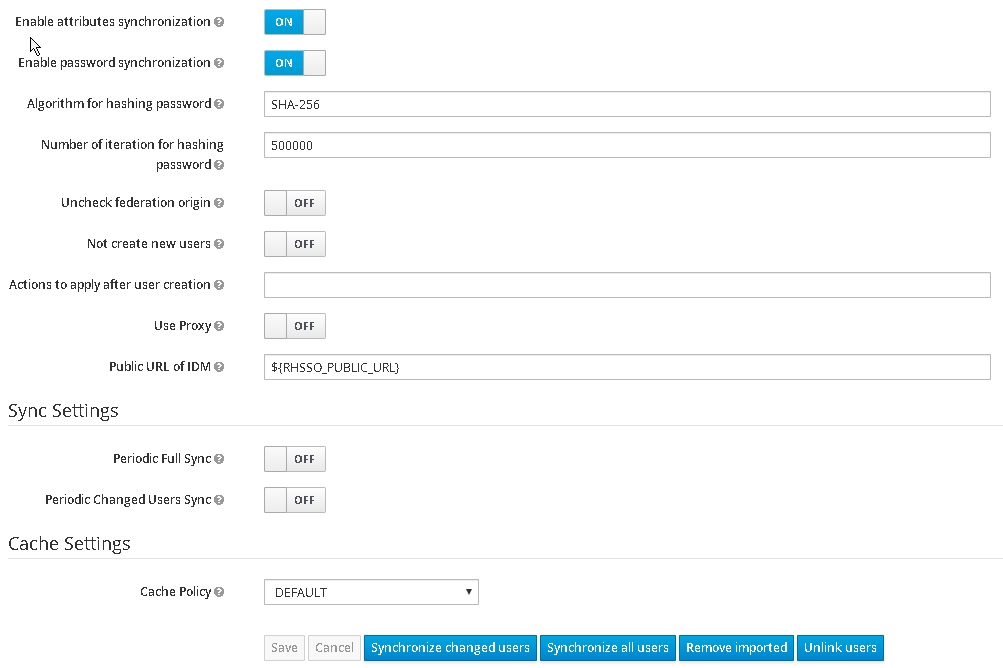 Enable attributes synchronization ON
Enable password synchronization ON
Algorithm for hashing password SHA-256
Number of iteration for hashing
password 500000
Uncheck federation origin OFF
Not create new users OFF
Actions to apply after user creation
Use Proxy OFF
Public URL of IDM ${RHSSO_PUBLIC_URL}
Sync Settings
Periodic Full Sync OFF
Periodic Changed Users Sync OFF
Cache Settings
Cache Policy DEFAULT
Save Cancel Synchronize changed users Synchronize all users Remove imported Unlink users